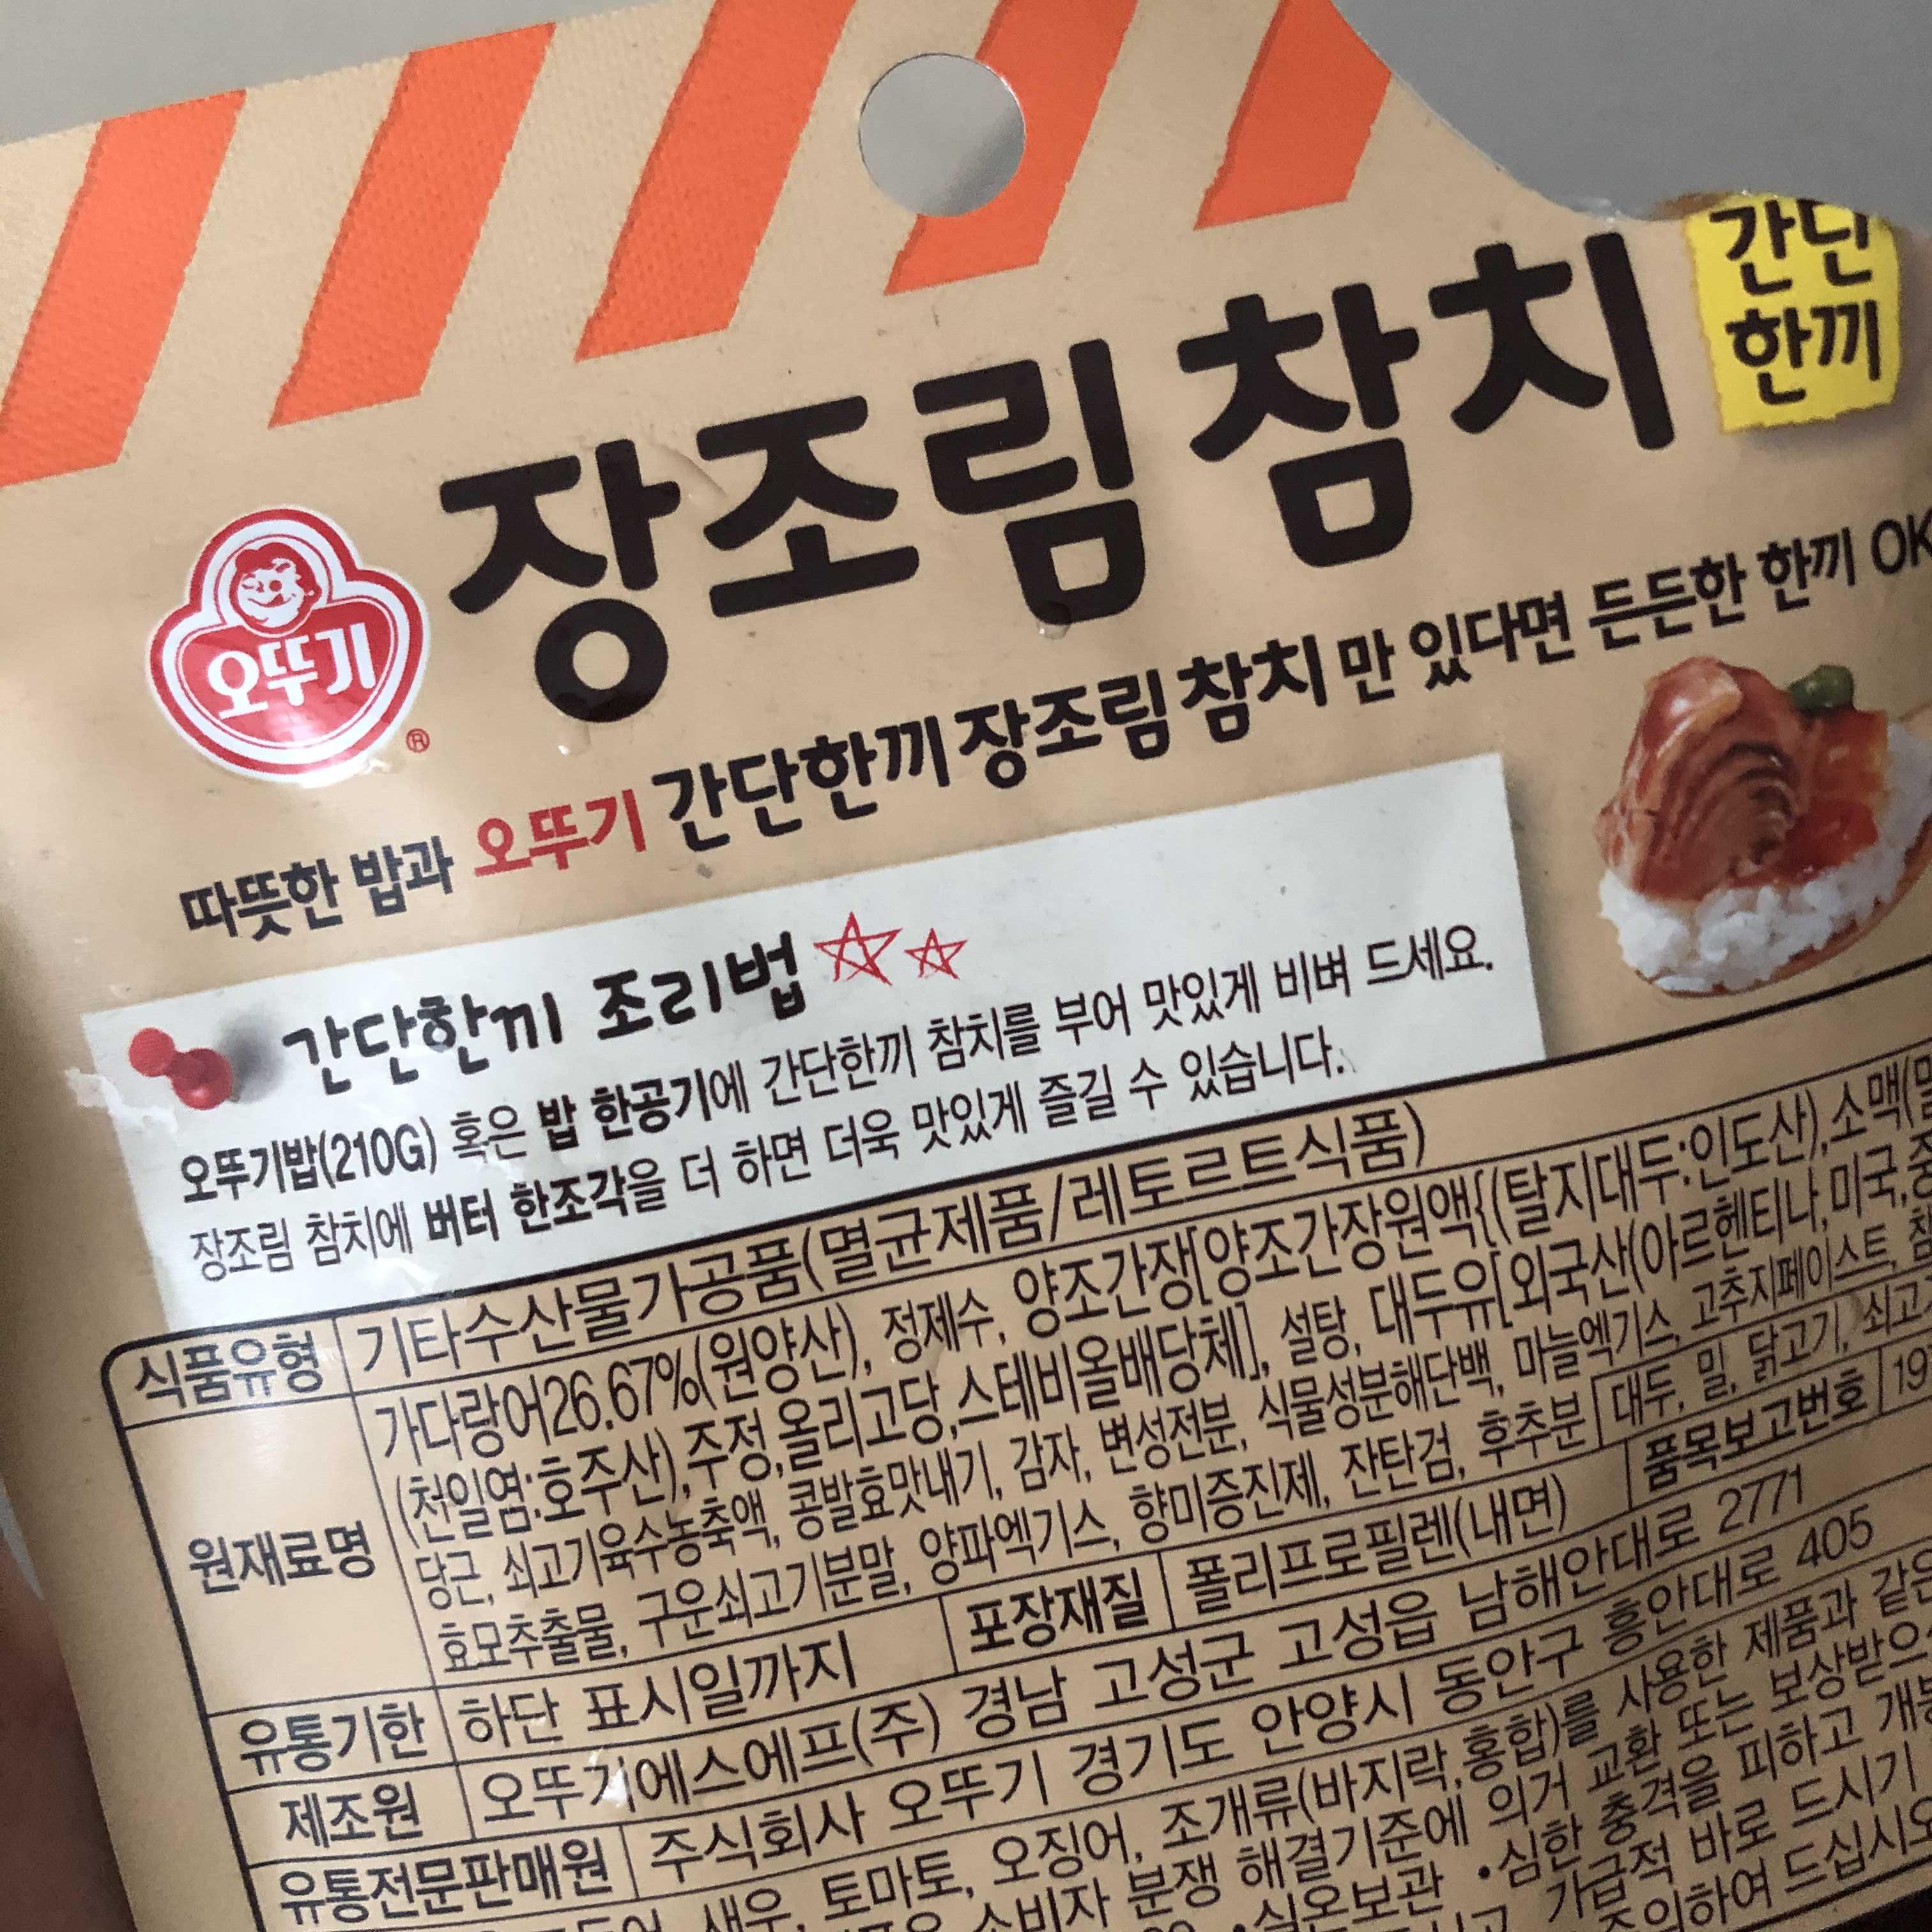 간단
한끼
장조림 참치
오뚜기
®
따뜻한 밥과 오뚜기 간단한끼 장조림 참치 만 있다면 든든한 한끼 OK
간단한끼 조리법
오뚜기밥(210G) 혹은 밥 한공기에 간단한끼 참치를 부어 맛있게 비벼 드세요.
장조림 참치에 버터 한조각을 더 하면 더욱 맛있게 즐길 수 있습니다.
식품유형 기타수산물가공품(멸균제품/레토르트식품)
원재료명
가다랑어26.67%(원양산), 정제수, 양조간장[양조간장원액{(탈지대두:인도산),소맥(밀
(천일염:호주산),주정,올리고당,스테비올배당체], 설탕, 대두유[외국산(아르헨티나,미국,중
당근, 쇠고기육수농축액, 콩발효맛내기, 감자, 변성전분, 식물성분해단백, 마늘엑기스, 고추지페이스트, 참
효모추출물, 구운쇠고기분말, 양파엑기스, 향미증진제, 잔탄검, 후추분 대두, 밀, 닭고기, 쇠고
유통기한 하단 표시일까지 포장재질 폴리프로필렌(내면) 품목보고번호 197
제조원 오뚜기에스에프(주) 경남 고성군 고성읍 남해안대로 2771
유통전문판매원 주식회사 오뚜기 경기도 안양시 동안구 흥안대로 405
새우, 토마토, 오징어, 조개류(바지락,홍합)를 사용한 제품과 같은
소비자 분쟁 해결기준에 의거 교환 또는 보상받으
•실온보관 •심한 충격을 피하고 개봉
가급적 바로 드시기
주의하여 드십시오